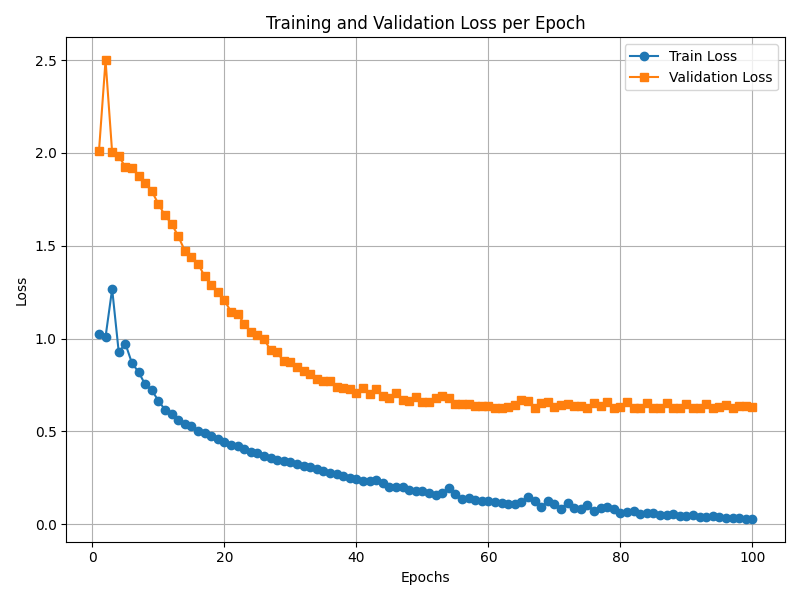 Training and Validation Loss per Epoch
Train Loss
Validation Loss
2.5
2.0
1.5
1.0
0.5
0.0
Loss
0 20 40 60 80 100
Epochs